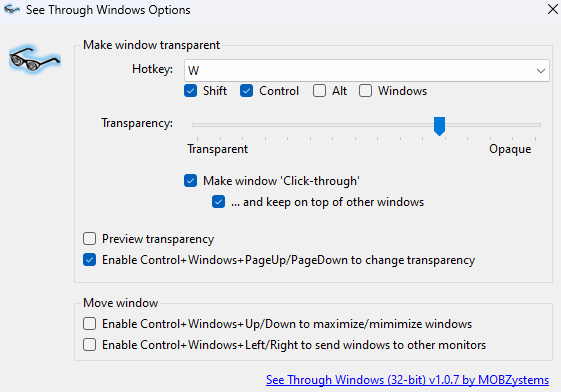 See Through Windows Options
Make window transparent
Hotkey:
W
Shift
Control
Alt
Windows
Transparency:
Transparent
Opaque
Make window 'Click-through'
... and keep on top of other windows
Preview transparency
Enable Control+Windows+PageUp/PageDown to change transparency
Move window
Enable Control+Windows+Up/Down to maximize/mimimize windows
Enable Control+Windows+Left/Right to send windows to other monitors
See Through Windows (32-bit) v1.0.7 by MOBZystems